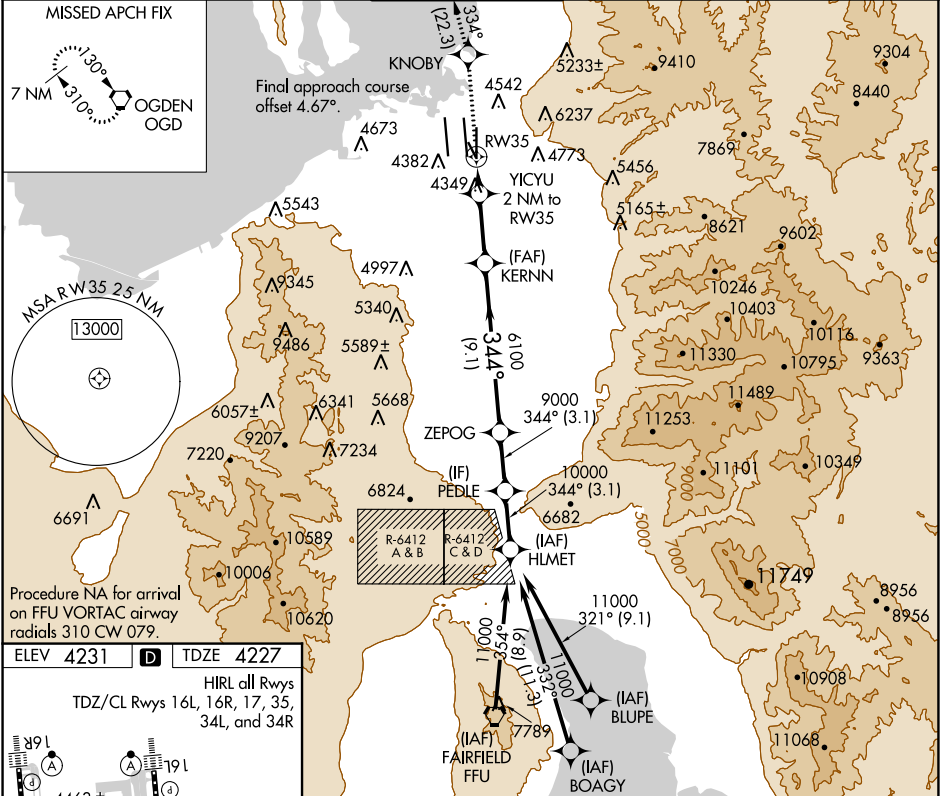 MISSED APCH FIX
130°
7 NM
310°
OGDEN
OGD
334°
(22.3)
KNOBY
Final approach course
offset 4.67°.
5233±
9410
9304
8440
4542
6237
4673
4382
RW35
4773
7869
4349
YICYU
2 NM to
RW35
5456
5165±
5543
8621
9602
4997
(FAF)
KERNN
9345
10246
MSA RW35 25 NM
13000
5340
10403
10116
9486
5589±
6100
344°
(9.1)
11330
10795
9363
6057±
6341
5668
9000
344° (3.1)
11489
ZEPOG
11253
9207
7234
7220
(IF)
PEDLE
10000
344° (3.1)
11101
10349
9000
6691
6824
6682
R-6412
A & B
R-6412
C & D
5000
7000
(IAF)
HLMET
10589
10006
11749
Procedure NA for arrival
on FFU VORTAC airway
radials 310 CW 079.
10620
11000
321° (9.1)
8956
8956
11000
354°
(8.9)
11000
332°
(11.3)
ELEV 4231
D
TDZE 4227
HIRL all Rwys
TDZ/CL Rwys 16L, 16R, 17, 35,
34L, and 34R
10908
(IAF)
BLUPE
7789
(IAF)
FAIRFIELD
FFU
11068
(IAF)
BOAGY
16R
A
A
16L
P
P